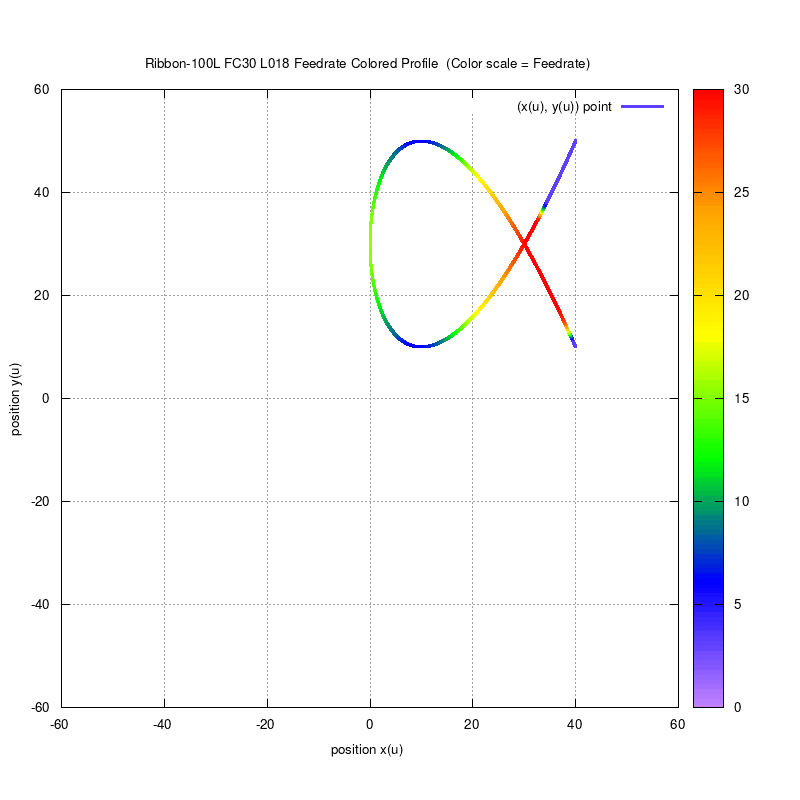 Ribbon-100L FC30 L018 Feedrate Colored Profile  (Color scale = Feedrate)
(x(u), y(u)) point
60
40
20
0
-20
-40
-60
position y(u)
-60 -40 -20 0 20 40 60
position x(u)
30
25
20
15
10
5
0